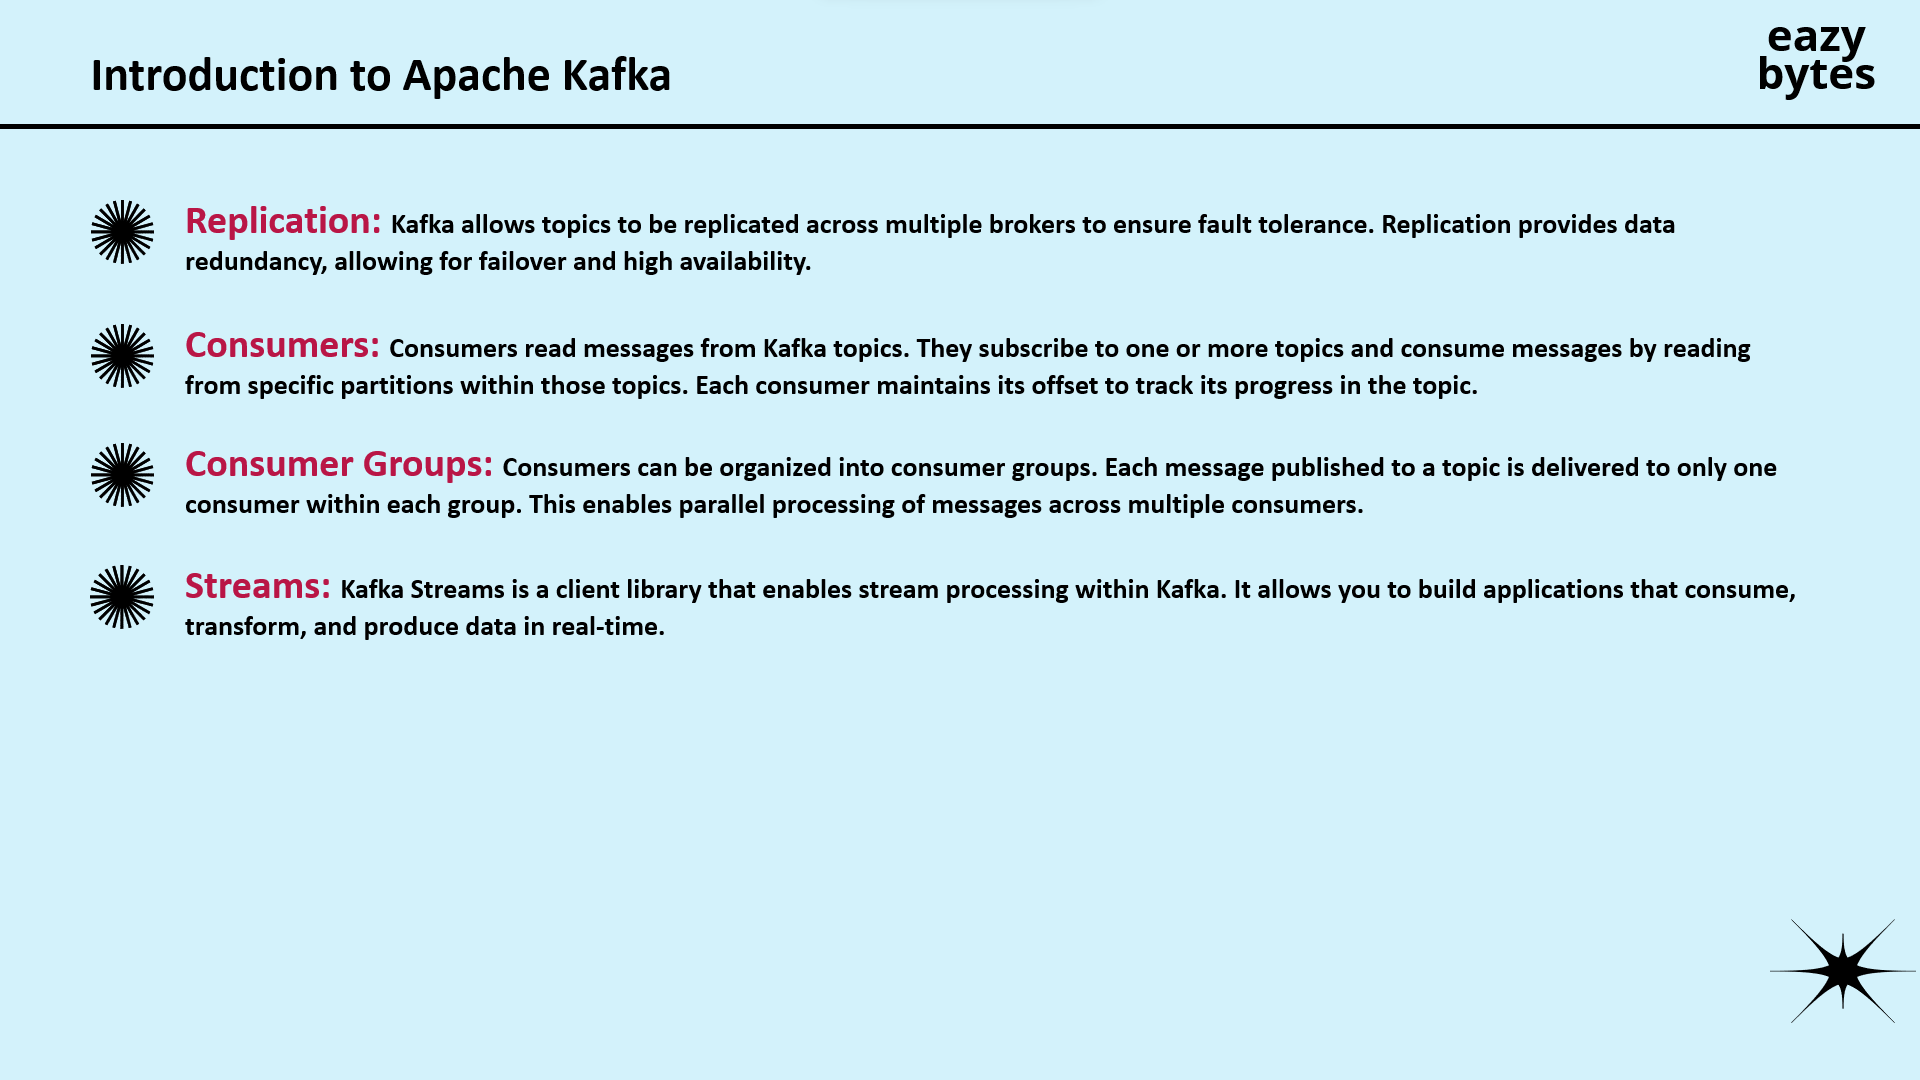 Introduction to Apache Kafka
eazy
bytes
Replication: Kafka allows topics to be replicated across multiple brokers to ensure fault tolerance. Replication provides data
redundancy, allowing for failover and high availability.
Consumers: Consumers read messages from Kafka topics. They subscribe to one or more topics and consume messages by reading
from specific partitions within those topics. Each consumer maintains its offset to track its progress in the topic.
Consumer Groups: Consumers can be organized into consumer groups. Each message published to a topic is delivered to only one
consumer within each group. This enables parallel processing of messages across multiple consumers.
Streams: Kafka Streams is a client library that enables stream processing within Kafka. It allows you to build applications that consume,
transform, and produce data in real-time.